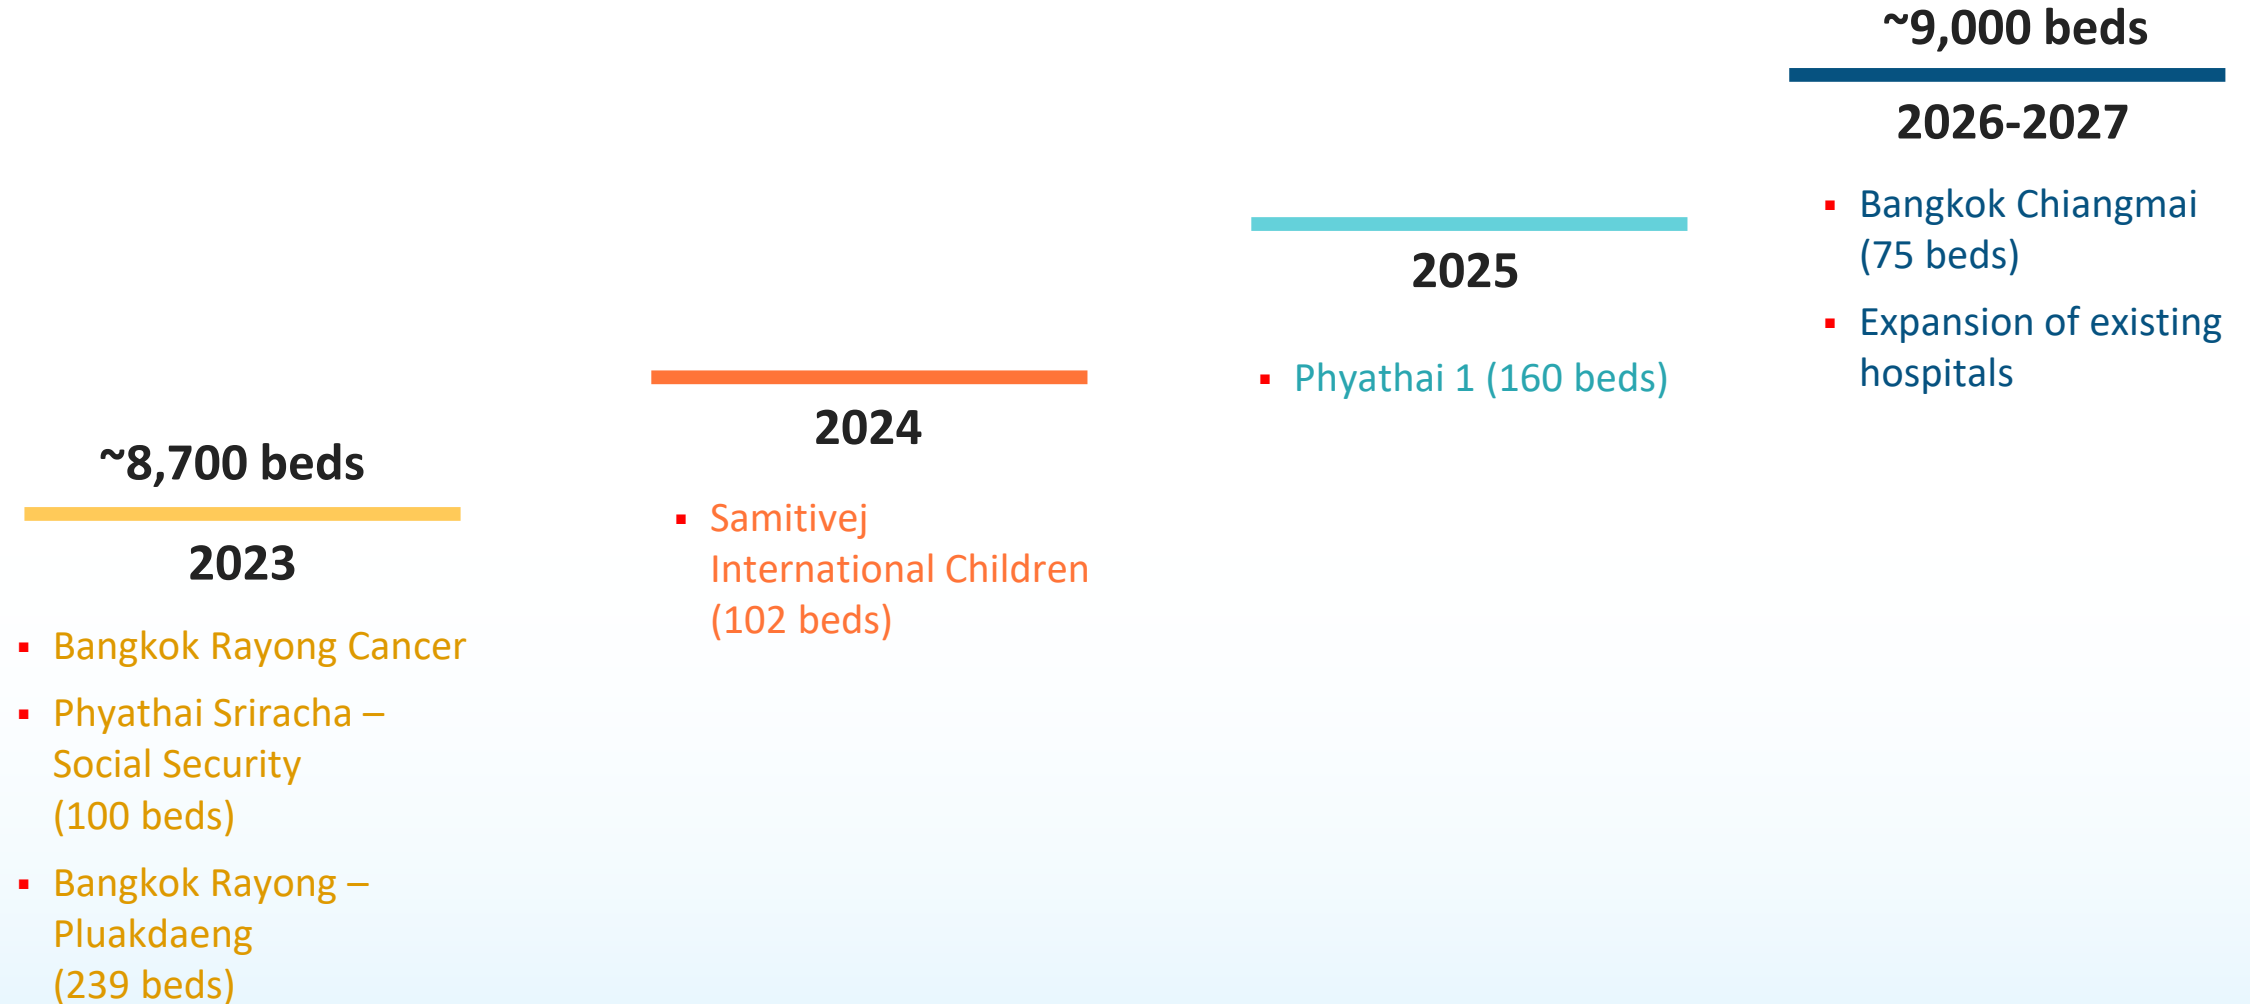 ~8,700 beds
2023
▪ Bangkok Rayong Cancer
▪ Phyathai Sriracha –
Social Security
(100 beds)
▪ Bangkok Rayong –
Pluakdaeng
(239 beds)
2024
▪ Samitivej
International Children
(102 beds)
2025
▪ Phyathai 1 (160 beds)
~9,000 beds
2026-2027
▪ Bangkok Chiangmai
(75 beds)
▪ Expansion of existing
hospitals